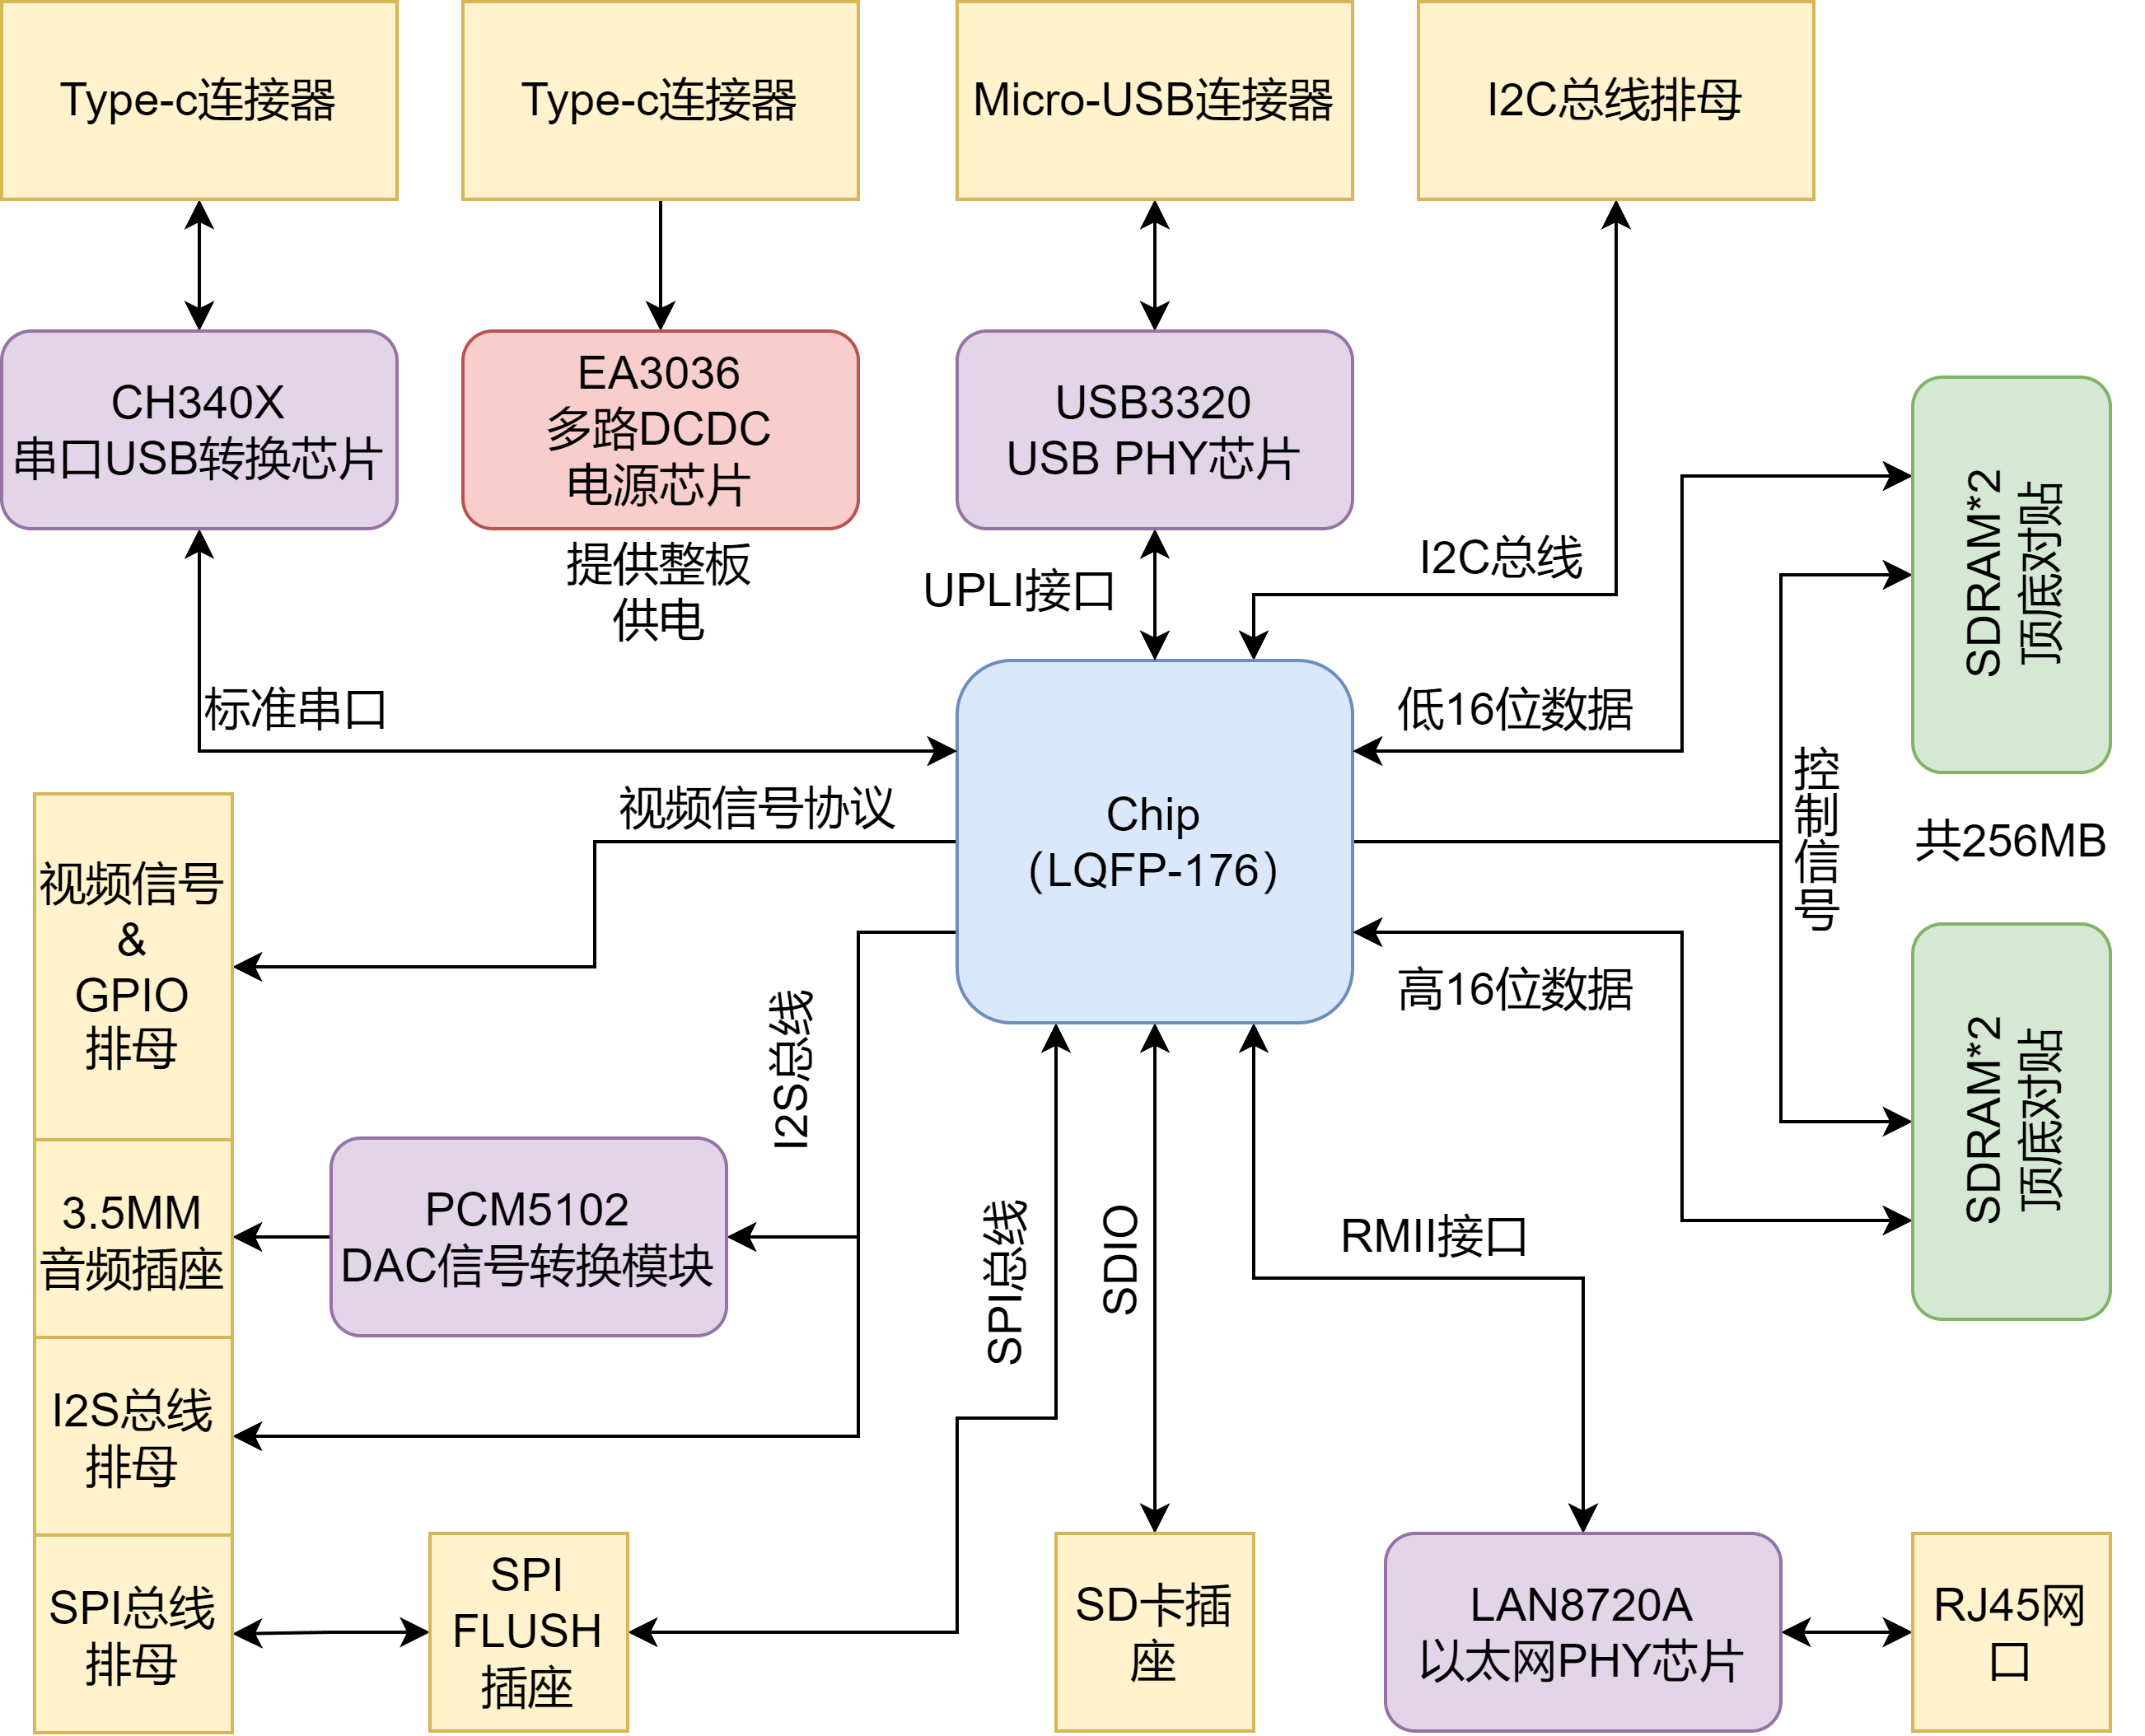 Type-c连接器
Type-c连接器
Micro-USB连接器
I2C总线排母
CH340X
串口USB转换芯片
EA3036
多路DCDC
电源芯片
提供整板
供电
USB3320
USB PHY芯片
UPLI接口
I2C总线
SDRAM*2
顶底对贴
标准串口
低16位数据
控制信号
共256MB
视频信号协议
Chip
（LQFP-176）
高16位数据
视频信号
&
GPIO
排母
I2S总线
SDRAM*2
顶底对贴
3.5MM
音频插座
PCM5102
DAC信号转换模块
SPI总线
SDIO
RMII接口
I2S总线
排母
SPI总线
排母
SPI
FLUSH
插座
SD卡插
座
LAN8720A
以太网PHY芯片
RJ45网
口